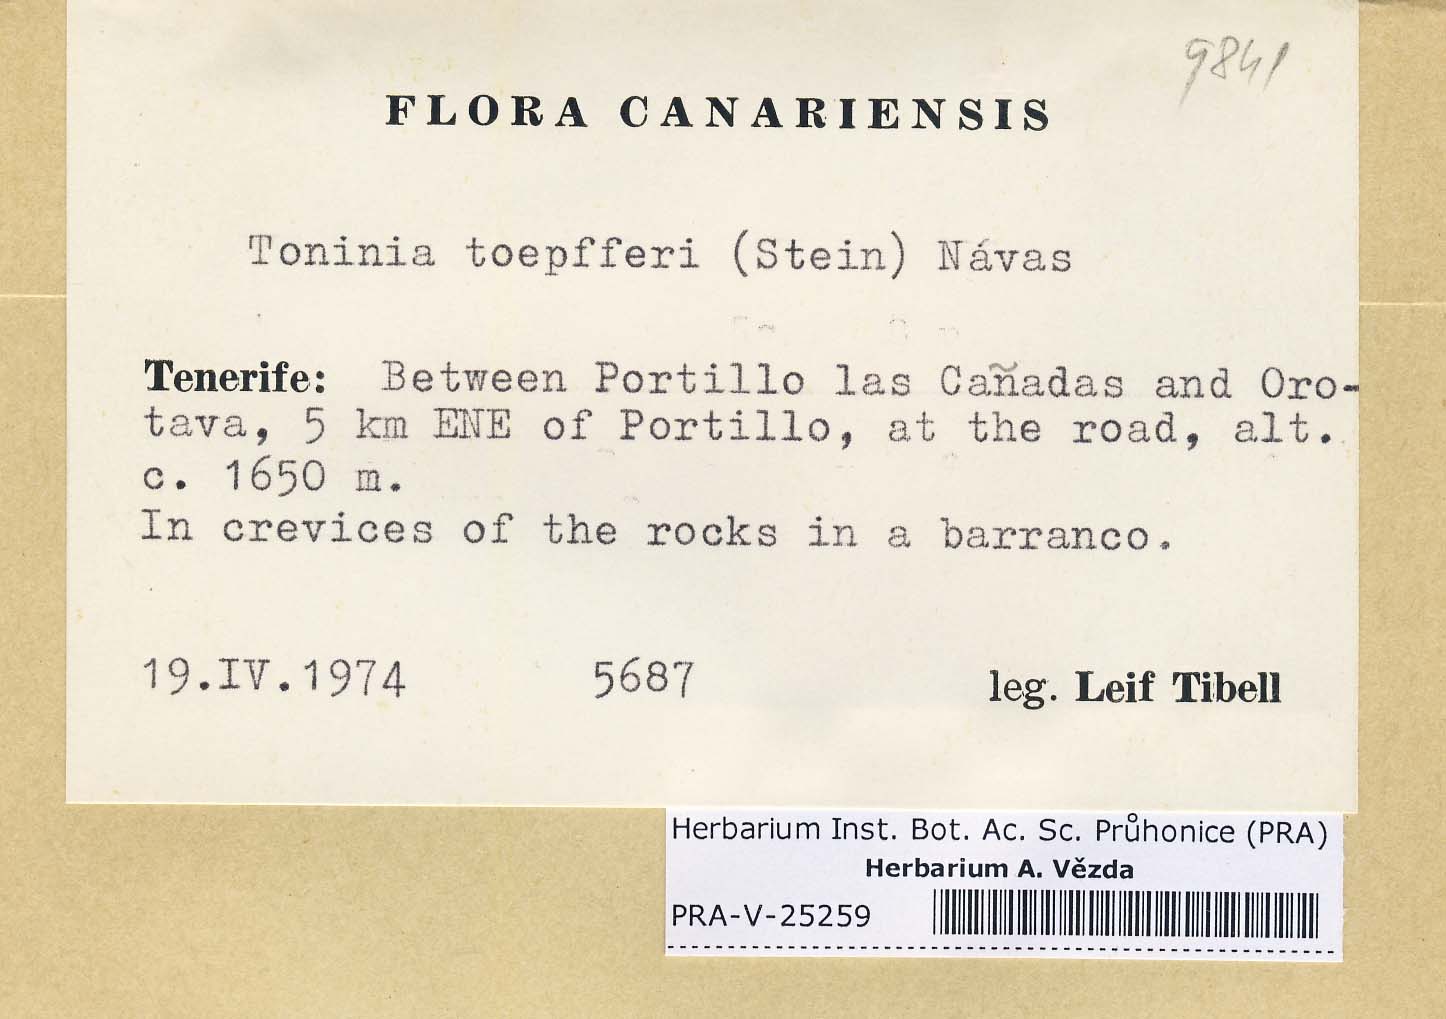 9841
FLORA CANARIENSIS
Toninia toepfferi (Stein) Návas
Tenerife: Between Portillo las Cañadas and Oro-
tava, 5 km ENE of Portillo, at the road, alt.
c. 1650 m.
In crevices of the rocks in a barranco.
19.IV.1974 5687 leg. Leif Tibell
Herbarium Inst. Bot. Ac. Sc. Průhonice (PRA)
Herbarium A. Vězda
PRA-V-25259